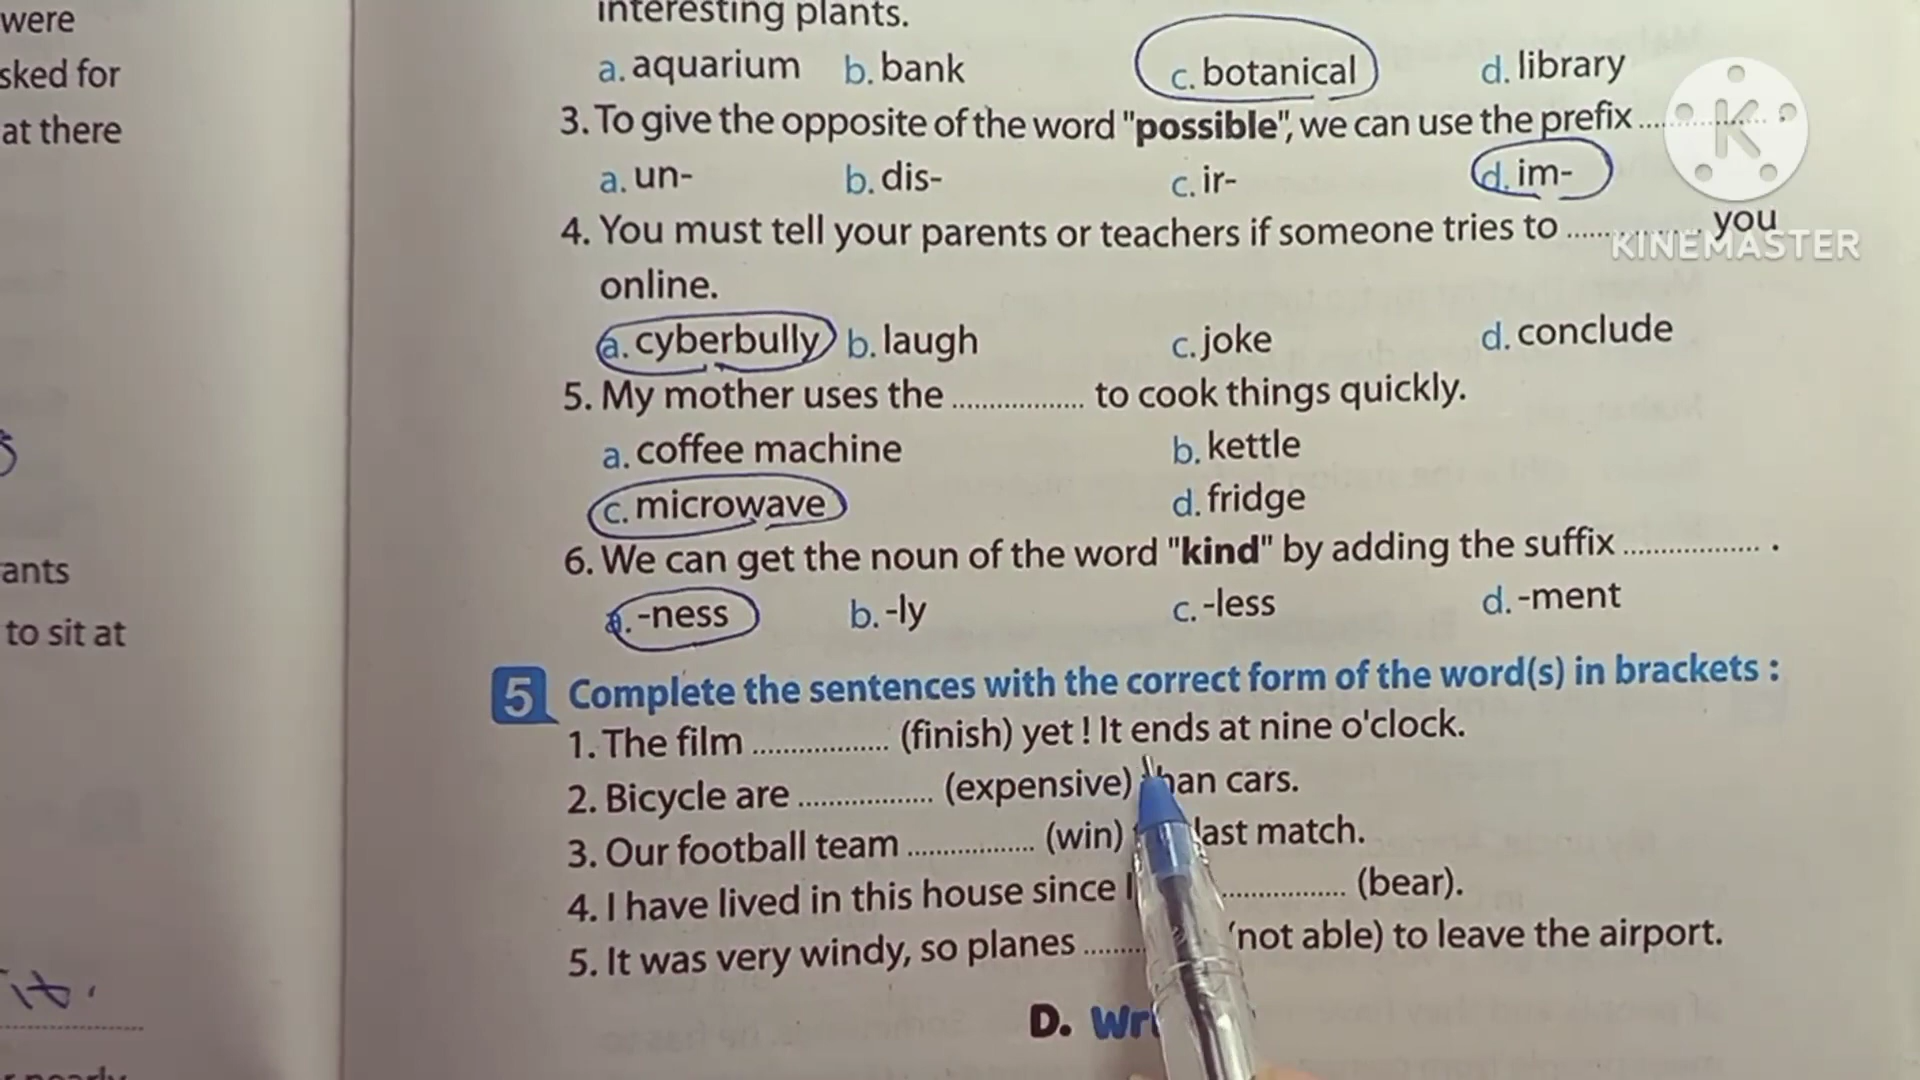 were
sked for
at there
ants
to sit at
it.
interesting plants.
a. aquarium b. bank c. botanical d. library
3. To give the opposite of the word "possible", we can use the prefix .................. .
a. un- b. dis- c. ir- d. im-
4. You must tell your parents or teachers if someone tries to .................. you
online.
a. cyberbully b. laugh c. joke d. conclude
5. My mother uses the .................. to cook things quickly.
a. coffee machine b. kettle
c. microwave d. fridge
6. We can get the noun of the word "kind" by adding the suffix .................. .
a. -ness b. -ly c. -less d. -ment
5 Complete the sentences with the correct form of the word(s) in brackets :
1. The film .................. (finish) yet ! It ends at nine o'clock.
2. Bicycle are .................. (expensive) than cars.
3. Our football team .................. (win) last match.
4. I have lived in this house since I .................. (bear).
5. It was very windy, so planes ........ (not able) to leave the airport.
D. Wri
K
KINEMASTER